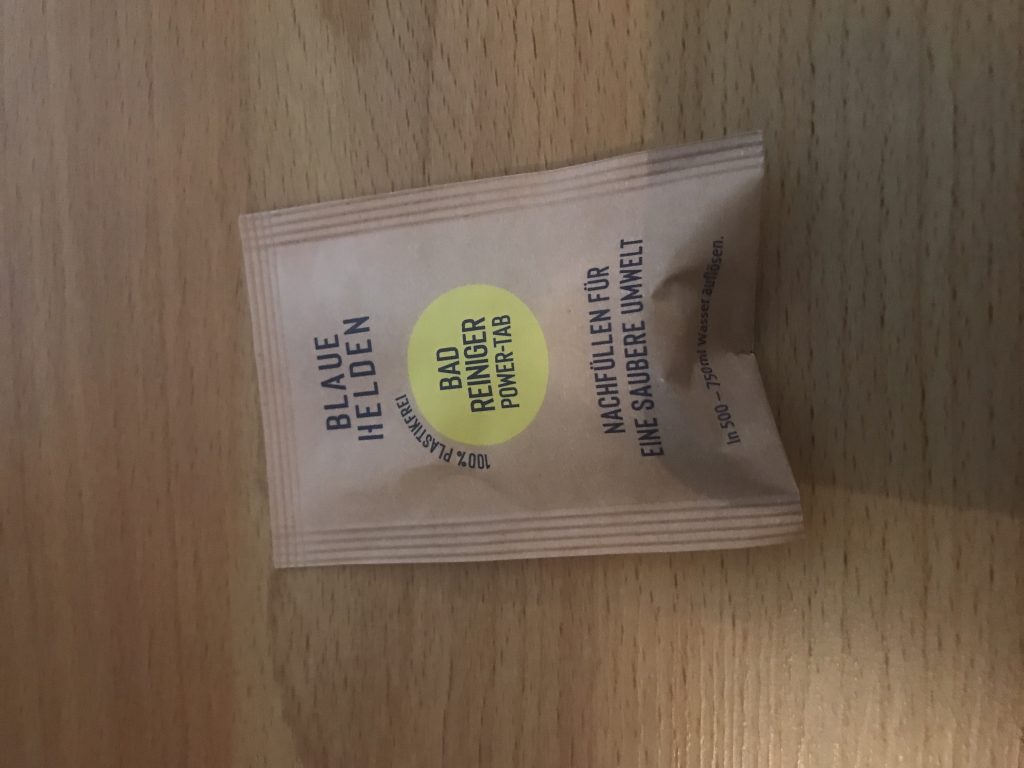 BLAUE
HELDEN
100% PLASTIKFREI
BAD
REINIGER
POWER-TAB
NACHFÜLLEN FÜR
EINE SAUBERE UMWELT
In 500 – 750ml Wasser auflösen.